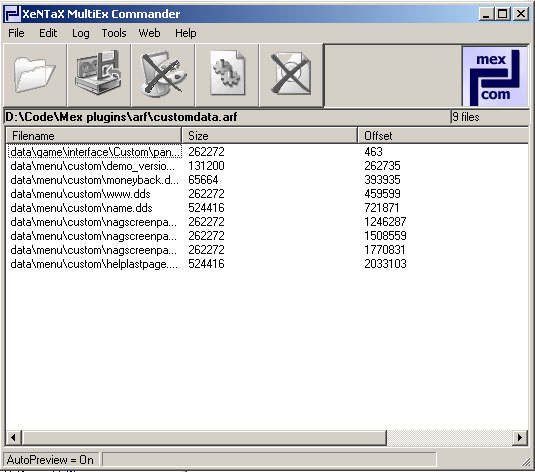 XeNTaX MultiEx Commander
File Edit Log Tools Web Help
mex
com
D:\Code\Mex plugins\arf\customdata.arf 9 files
Filename Size Offset
data\game\interface\Custom\pan... 262272 463
data\menu\custom\demo_versio... 131200 262735
data\menu\custom\moneyback.d... 65664 393935
data\menu\custom\www.dds 262272 459599
data\menu\custom\name.dds 524416 721871
data\menu\custom\nagscreenpa... 262272 1246287
data\menu\custom\nagscreenpa... 262272 1508559
data\menu\custom\nagscreenpa... 262272 1770831
data\menu\custom\helplastpage.... 524416 2033103
AutoPreview = On